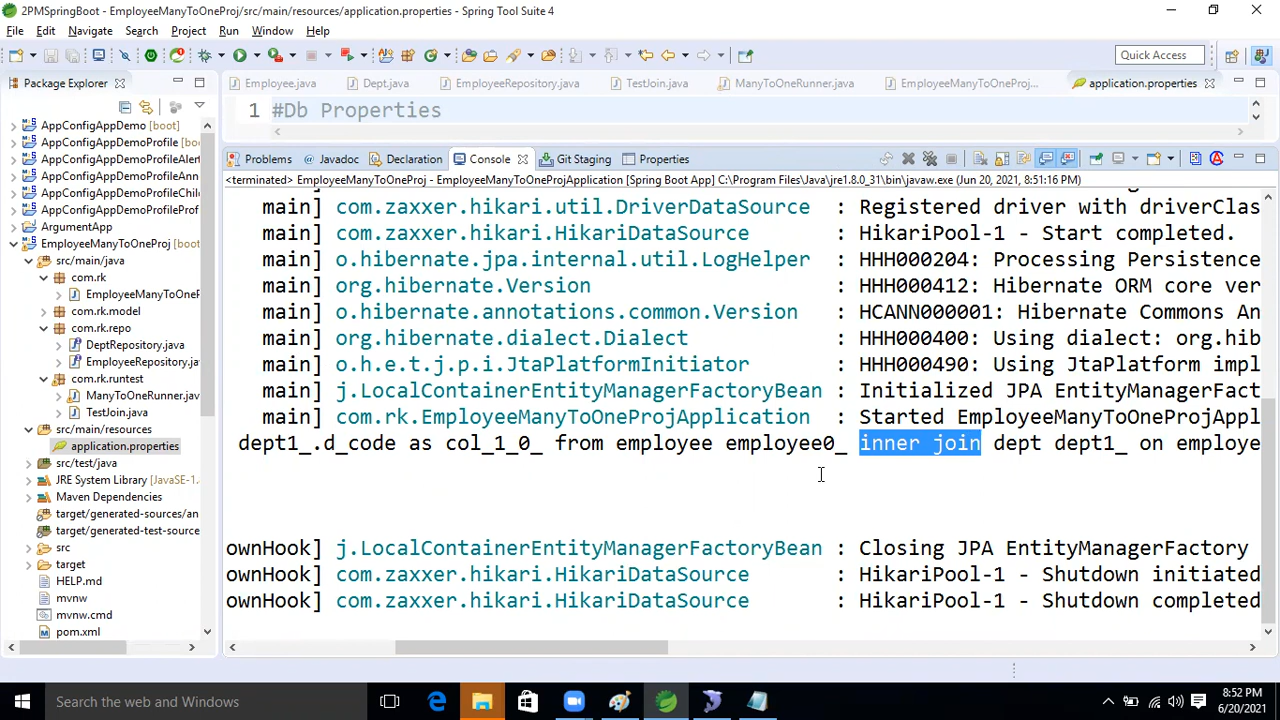 2PMSpringBoot - EmployeeManyToOneProj/src/main/resources/application.properties - Spring Tool Suite 4
File Edit Navigate Search Project Run Window Help
Quick Access
Package Explorer
Employee.java Dept.java EmployeeRepository.java TestJoin.java ManyToOneRunner.java EmployeeManyToOneProj... application.properties
1 #Db Properties
AppConfigAppDemo [boot]
AppConfigAppDemoProfile [boo
AppConfigAppDemoProfileAlert
AppConfigAppDemoProfileAnn
AppConfigAppDemoProfileChil
AppConfigAppDemoProfileProf
ArgumentApp
EmployeeManyToOneProj [boot
src/main/java
com.rk
EmployeeManyToOneP
com.rk.model
com.rk.repo
DeptRepository.java
EmployeeRepository.ja
com.rk.runtest
ManyToOneRunner.jav
TestJoin.java
src/main/resources
application.properties
src/test/java
JRE System Library [JavaSE-1.
Maven Dependencies
target/generated-sources/an
target/generated-test-source
src
target
HELP.md
mvnw
mvnw.cmd
pom.xml
Problems Javadoc Declaration Console Git Staging Properties
<terminated> EmployeeManyToOneProj - EmployeeManyToOneProjApplication [Spring Boot App] C:\Program Files\Java\jre1.8.0_31\bin\javaw.exe (Jun 20, 2021, 8:51:16 PM)
main] com.zaxxer.hikari.util.DriverDataSource : Registered driver with driverClas
main] com.zaxxer.hikari.HikariDataSource : HikariPool-1 - Start completed.
main] o.hibernate.jpa.internal.util.LogHelper : HHH000204: Processing Persistence
main] org.hibernate.Version : HHH000412: Hibernate ORM core ver
main] o.hibernate.annotations.common.Version : HCANN000001: Hibernate Commons An
main] org.hibernate.dialect.Dialect : HHH000400: Using dialect: org.hib
main] o.h.e.t.j.p.i.JtaPlatformInitiator : HHH000490: Using JtaPlatform impl
main] j.LocalContainerEntityManagerFactoryBean : Initialized JPA EntityManagerFact
main] com.rk.EmployeeManyToOneProjApplication : Started EmployeeManyToOneProjAppl
dept1_.d_code as col_1_0_ from employee employee0_ inner join dept dept1_ on employe
ownHook] j.LocalContainerEntityManagerFactoryBean : Closing JPA EntityManagerFactory
ownHook] com.zaxxer.hikari.HikariDataSource : HikariPool-1 - Shutdown initiated
ownHook] com.zaxxer.hikari.HikariDataSource : HikariPool-1 - Shutdown completed
Search the web and Windows
8:52 PM
6/20/2021